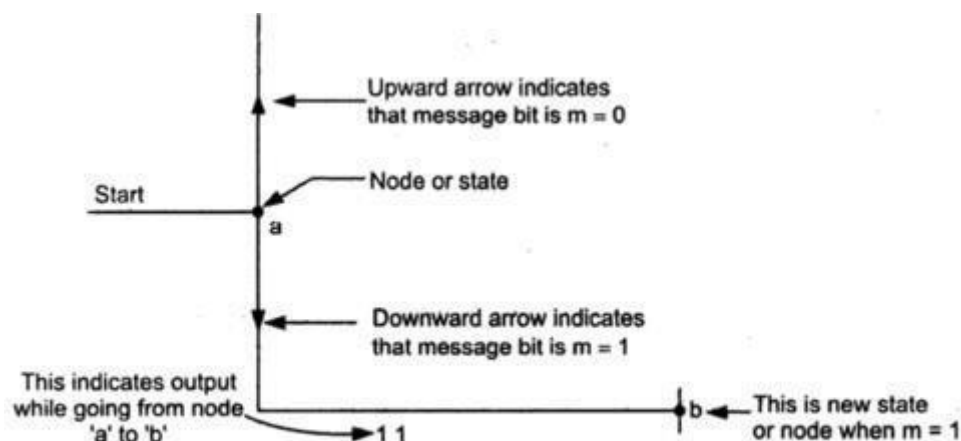 Upward arrow indicates
that message bit is m = 0
Node or state
Start
a
Downward arrow indicates
that message bit is m = 1
This indicates output
while going from node
'a' to 'b'
1 1
b
This is new state
or node when m = 1